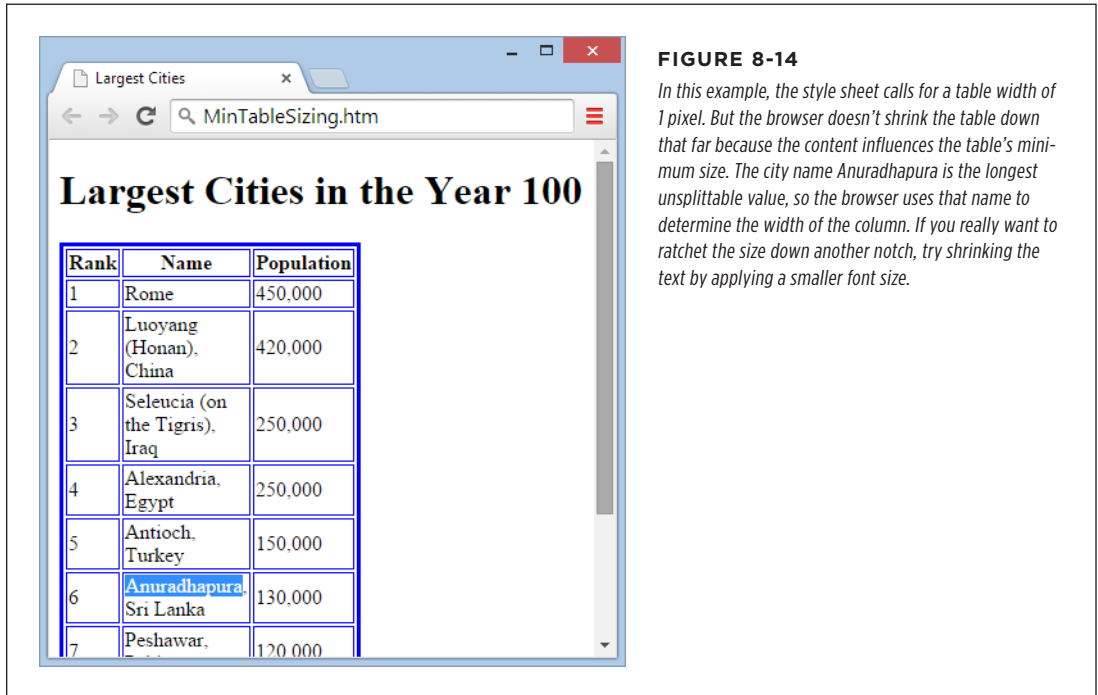 Largest Cities
MinTableSizing.htm
Largest Cities in the Year 100
Rank Name Population
1 Rome 450,000
2 Luoyang (Honan), China 420,000
3 Seleucia (on the Tigris), Iraq 250,000
4 Alexandria, Egypt 250,000
5 Antioch, Turkey 150,000
6 Anuradhapura, Sri Lanka 130,000
7 Peshawar, 120,000
FIGURE 8-14
In this example, the style sheet calls for a table width of
1 pixel. But the browser doesn’t shrink the table down
that far because the content influences the table’s mini-
mum size. The city name Anuradhapura is the longest
unsplittable value, so the browser uses that name to
determine the width of the column. If you really want to
ratchet the size down another notch, try shrinking the
text by applying a smaller font size.